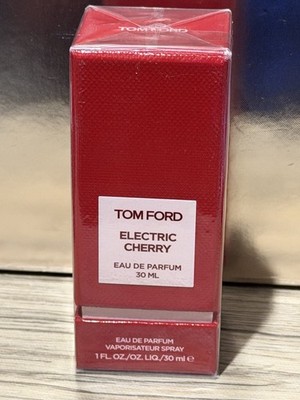 TOM FORD
TOM FORD
ELECTRIC
CHERRY
EAU DE PARFUM
30 ML
EAU DE PARFUM
VAPORISATEUR SPRAY
1 FL. OZ./OZ. LIQ./30 ml ℮